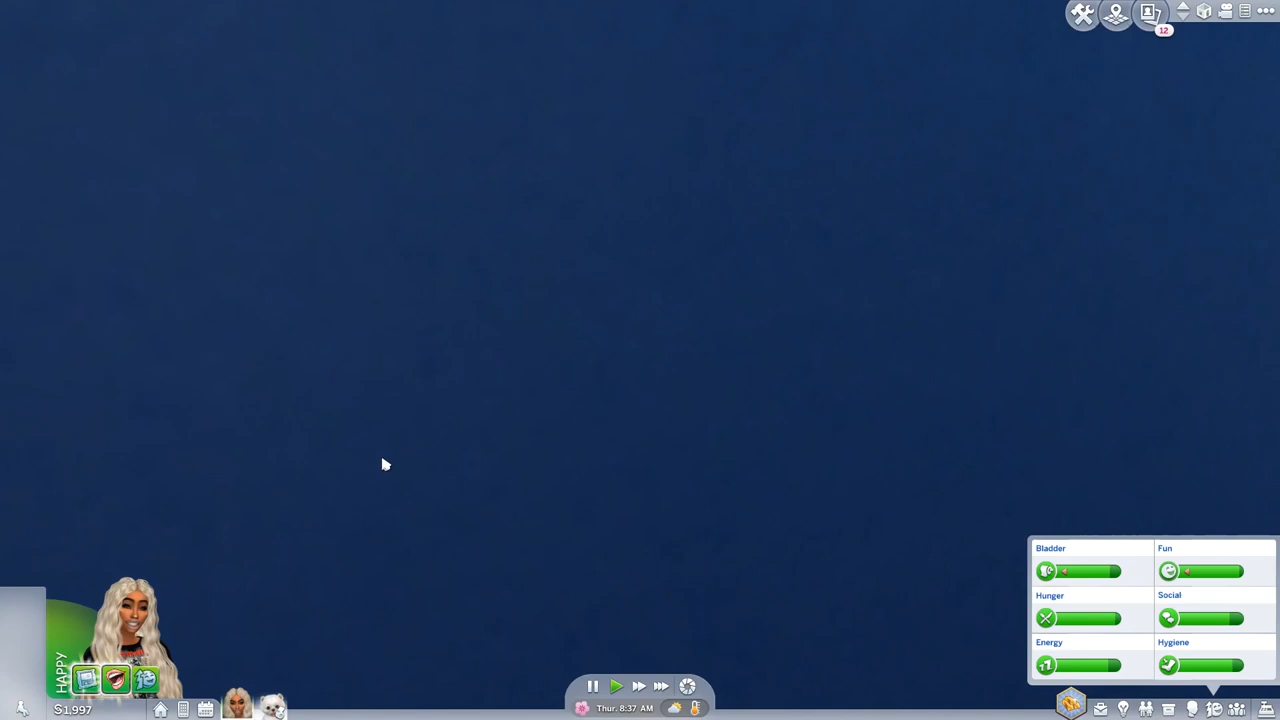 12
Bladder
Fun
Hunger
Social
Energy
Hygiene
HAPPY
§1,997
Thur. 8:37 AM